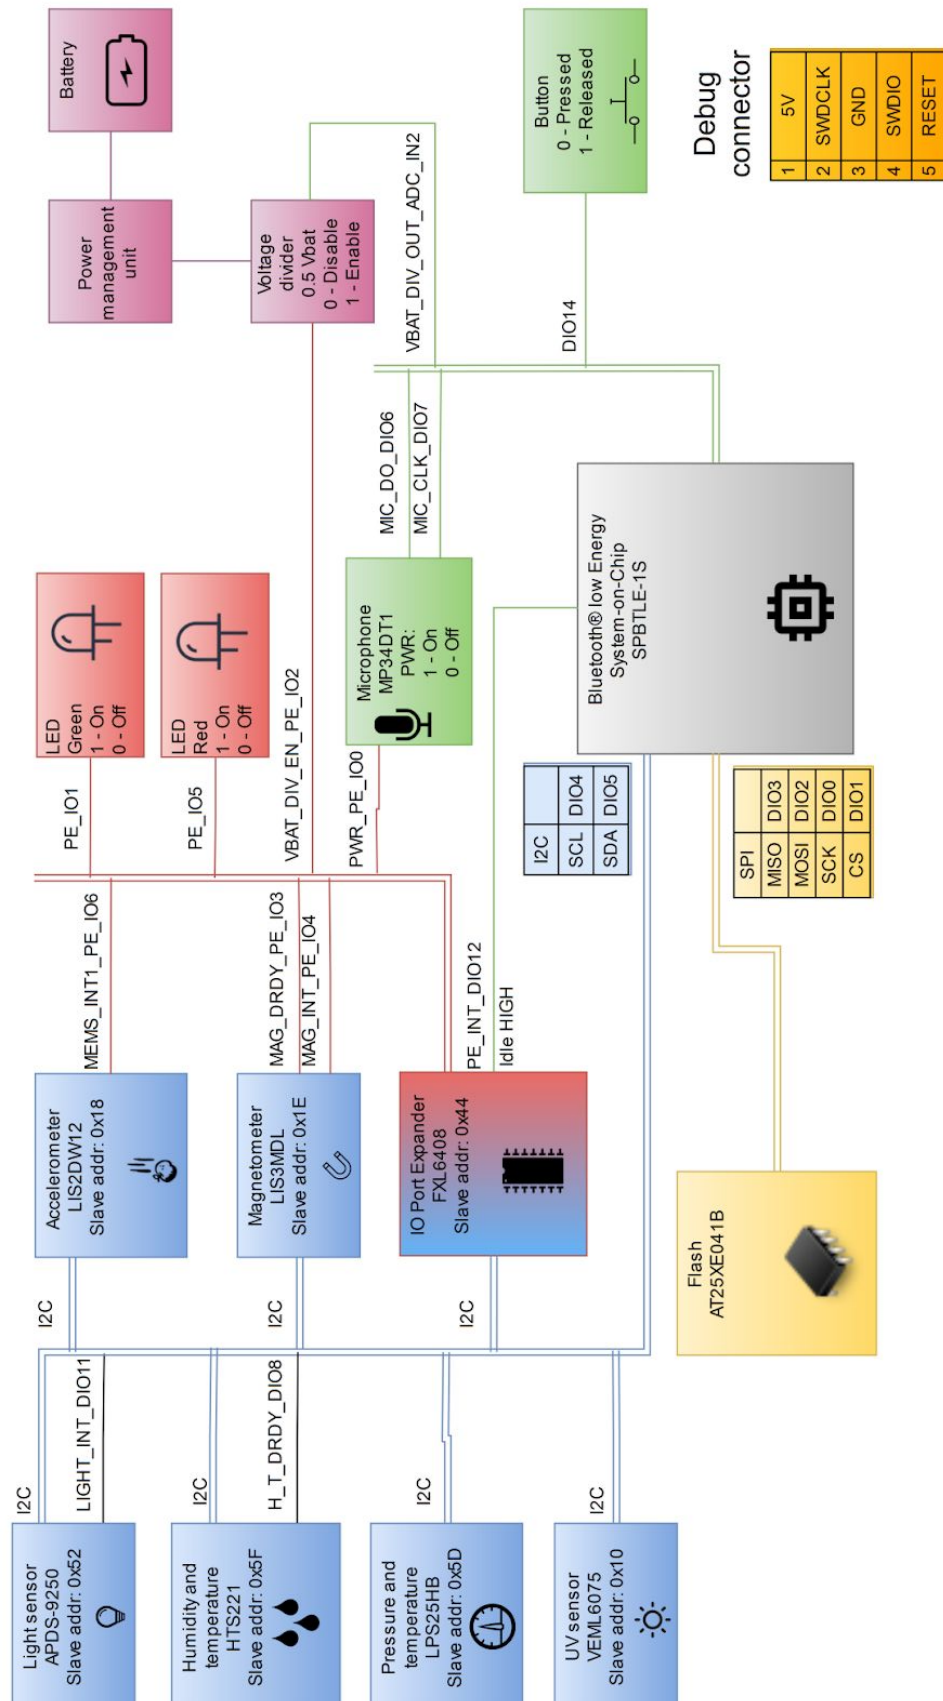 Light sensor
APDS-9250
Slave addr: 0x52
I2C
LIGHT_INT_DIO11
Humidity and
temperature
HTS221
Slave addr: 0x5F
I2C
H_T_DRDY_DIO8
Pressure and
temperature
LPS25HB
Slave addr: 0x5D
I2C
UV sensor
VEML6075
Slave addr: 0x10
I2C
I2C
Accelerometer
LIS2DW12
Slave addr: 0x18
MEMS_INT1_PE_IO6
I2C
Magnetometer
LIS3MDL
Slave addr: 0x1E
MAG_DRDY_PE_IO3
MAG_INT_PE_IO4
I2C
IO Port Expander
FXL6408
Slave addr: 0x44
PE_INT_DIO12
Idle HIGH
Flash
AT25XE041B
PE_IO1
LED
Green
1 - On
0 - Off
PE_IO5
LED
Red
1 - On
0 - Off
VBAT_DIV_EN_PE_IO2
PWR_PE_IO0
Microphone
MP34DT1
PWR:
1 - On
0 - Off
MIC_DO_DIO6
MIC_CLK_DIO7
I2C
SCL DIO4
SDA DIO5
SPI
MISO DIO3
MOSI DIO2
SCK DIO0
CS DIO1
Bluetooth® low Energy
System-on-Chip
SPBTLE-1S
Battery
Power
management
unit
Voltage
divider
0.5 Vbat
0 - Disable
1 - Enable
VBAT_DIV_OUT_ADC_IN2
DIO14
Button
0 - Pressed
1 - Released
Debug
connector
1 5V
2 SWDCLK
3 GND
4 SWDIO
5 RESET